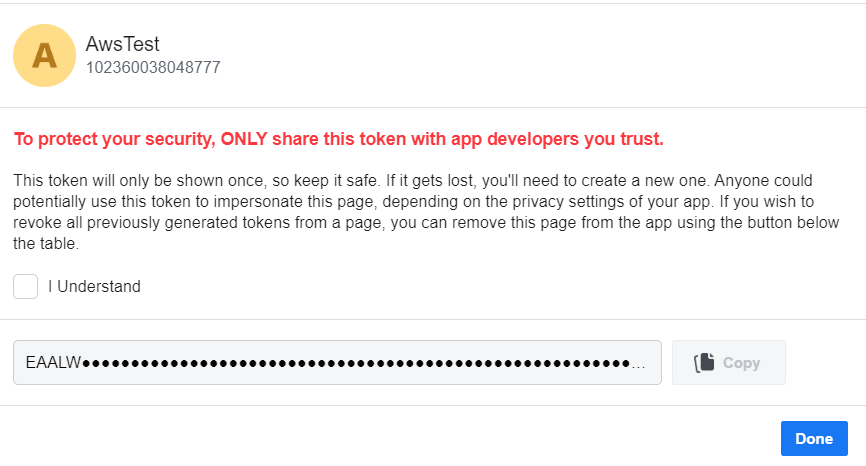 A
AwsTest
102360038048777
To protect your security, ONLY share this token with app developers you trust.
This token will only be shown once, so keep it safe. If it gets lost, you'll need to create a new one. Anyone could
potentially use this token to impersonate this page, depending on the privacy settings of your app. If you wish to
revoke all previously generated tokens from a page, you can remove this page from the app using the button below
the table.
I Understand
EAALW●●●●●●●●●●●●●●●●●●●●●●●●●●●●●●●●●●●●●●●●●●●●●●●●●●●●●●●●...
Copy
Done